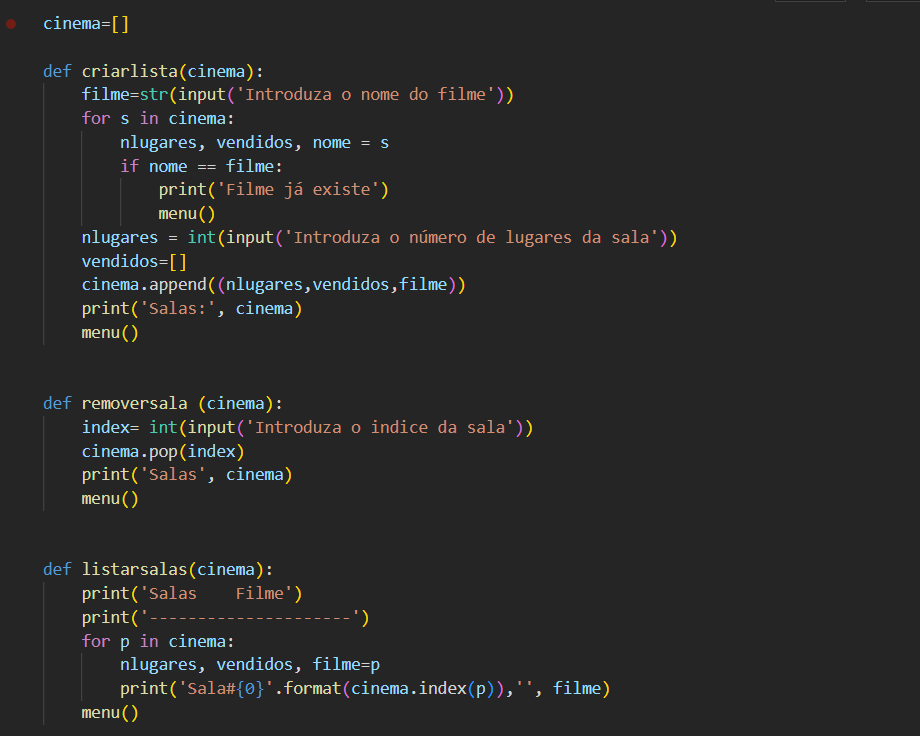 cinema=[]
def criarlista(cinema):
    filme=str(input('Introduza o nome do filme'))
    for s in cinema:
        nlugares, vendidos, nome = s
        if nome == filme:
            print('Filme já existe')
            menu()
    nlugares = int(input('Introduza o número de lugares da sala'))
    vendidos=[]
    cinema.append((nlugares,vendidos,filme))
    print('Salas:', cinema)
    menu()
def removersala (cinema):
    index= int(input('Introduza o indice da sala'))
    cinema.pop(index)
    print('Salas', cinema)
    menu()
def listarsalas(cinema):
    print('Salas    Filme')
    print('---------------------')
    for p in cinema:
        nlugares, vendidos, filme=p
        print('Sala#{0}'.format(cinema.index(p)),'', filme)
    menu()